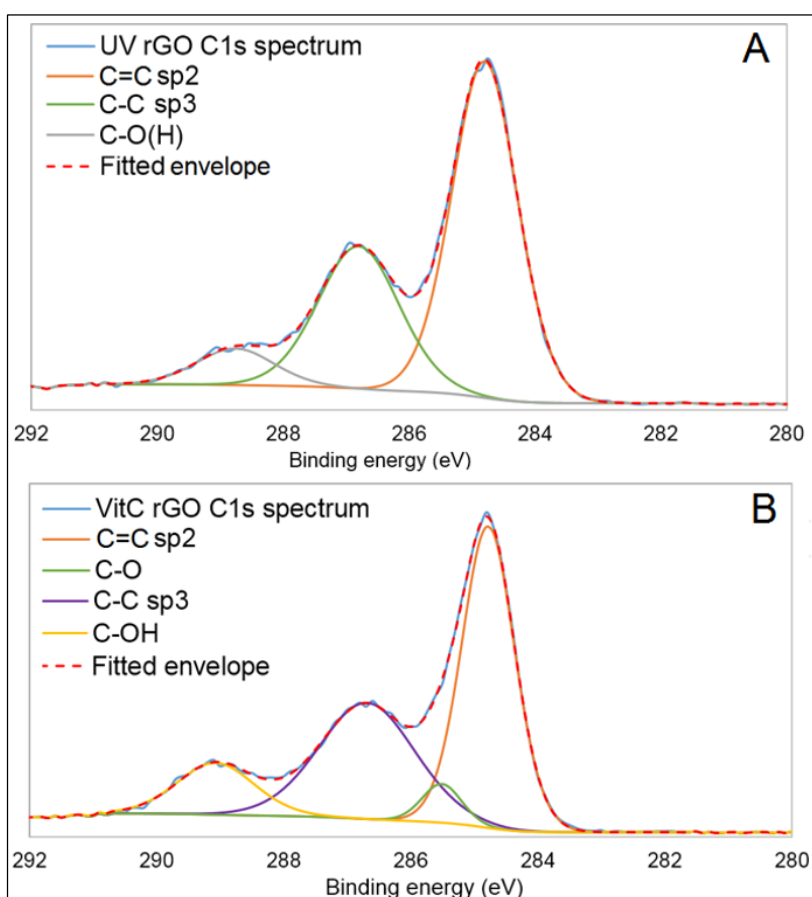 A
UV rGO C1s spectrum
C=C sp2
C-C sp3
C-O(H)
Fitted envelope
292 290 288 286 284 282 280
Binding energy (eV)
B
VitC rGO C1s spectrum
C=C sp2
C-O
C-C sp3
C-OH
Fitted envelope
292 290 288 286 284 282 280
Binding energy (eV)